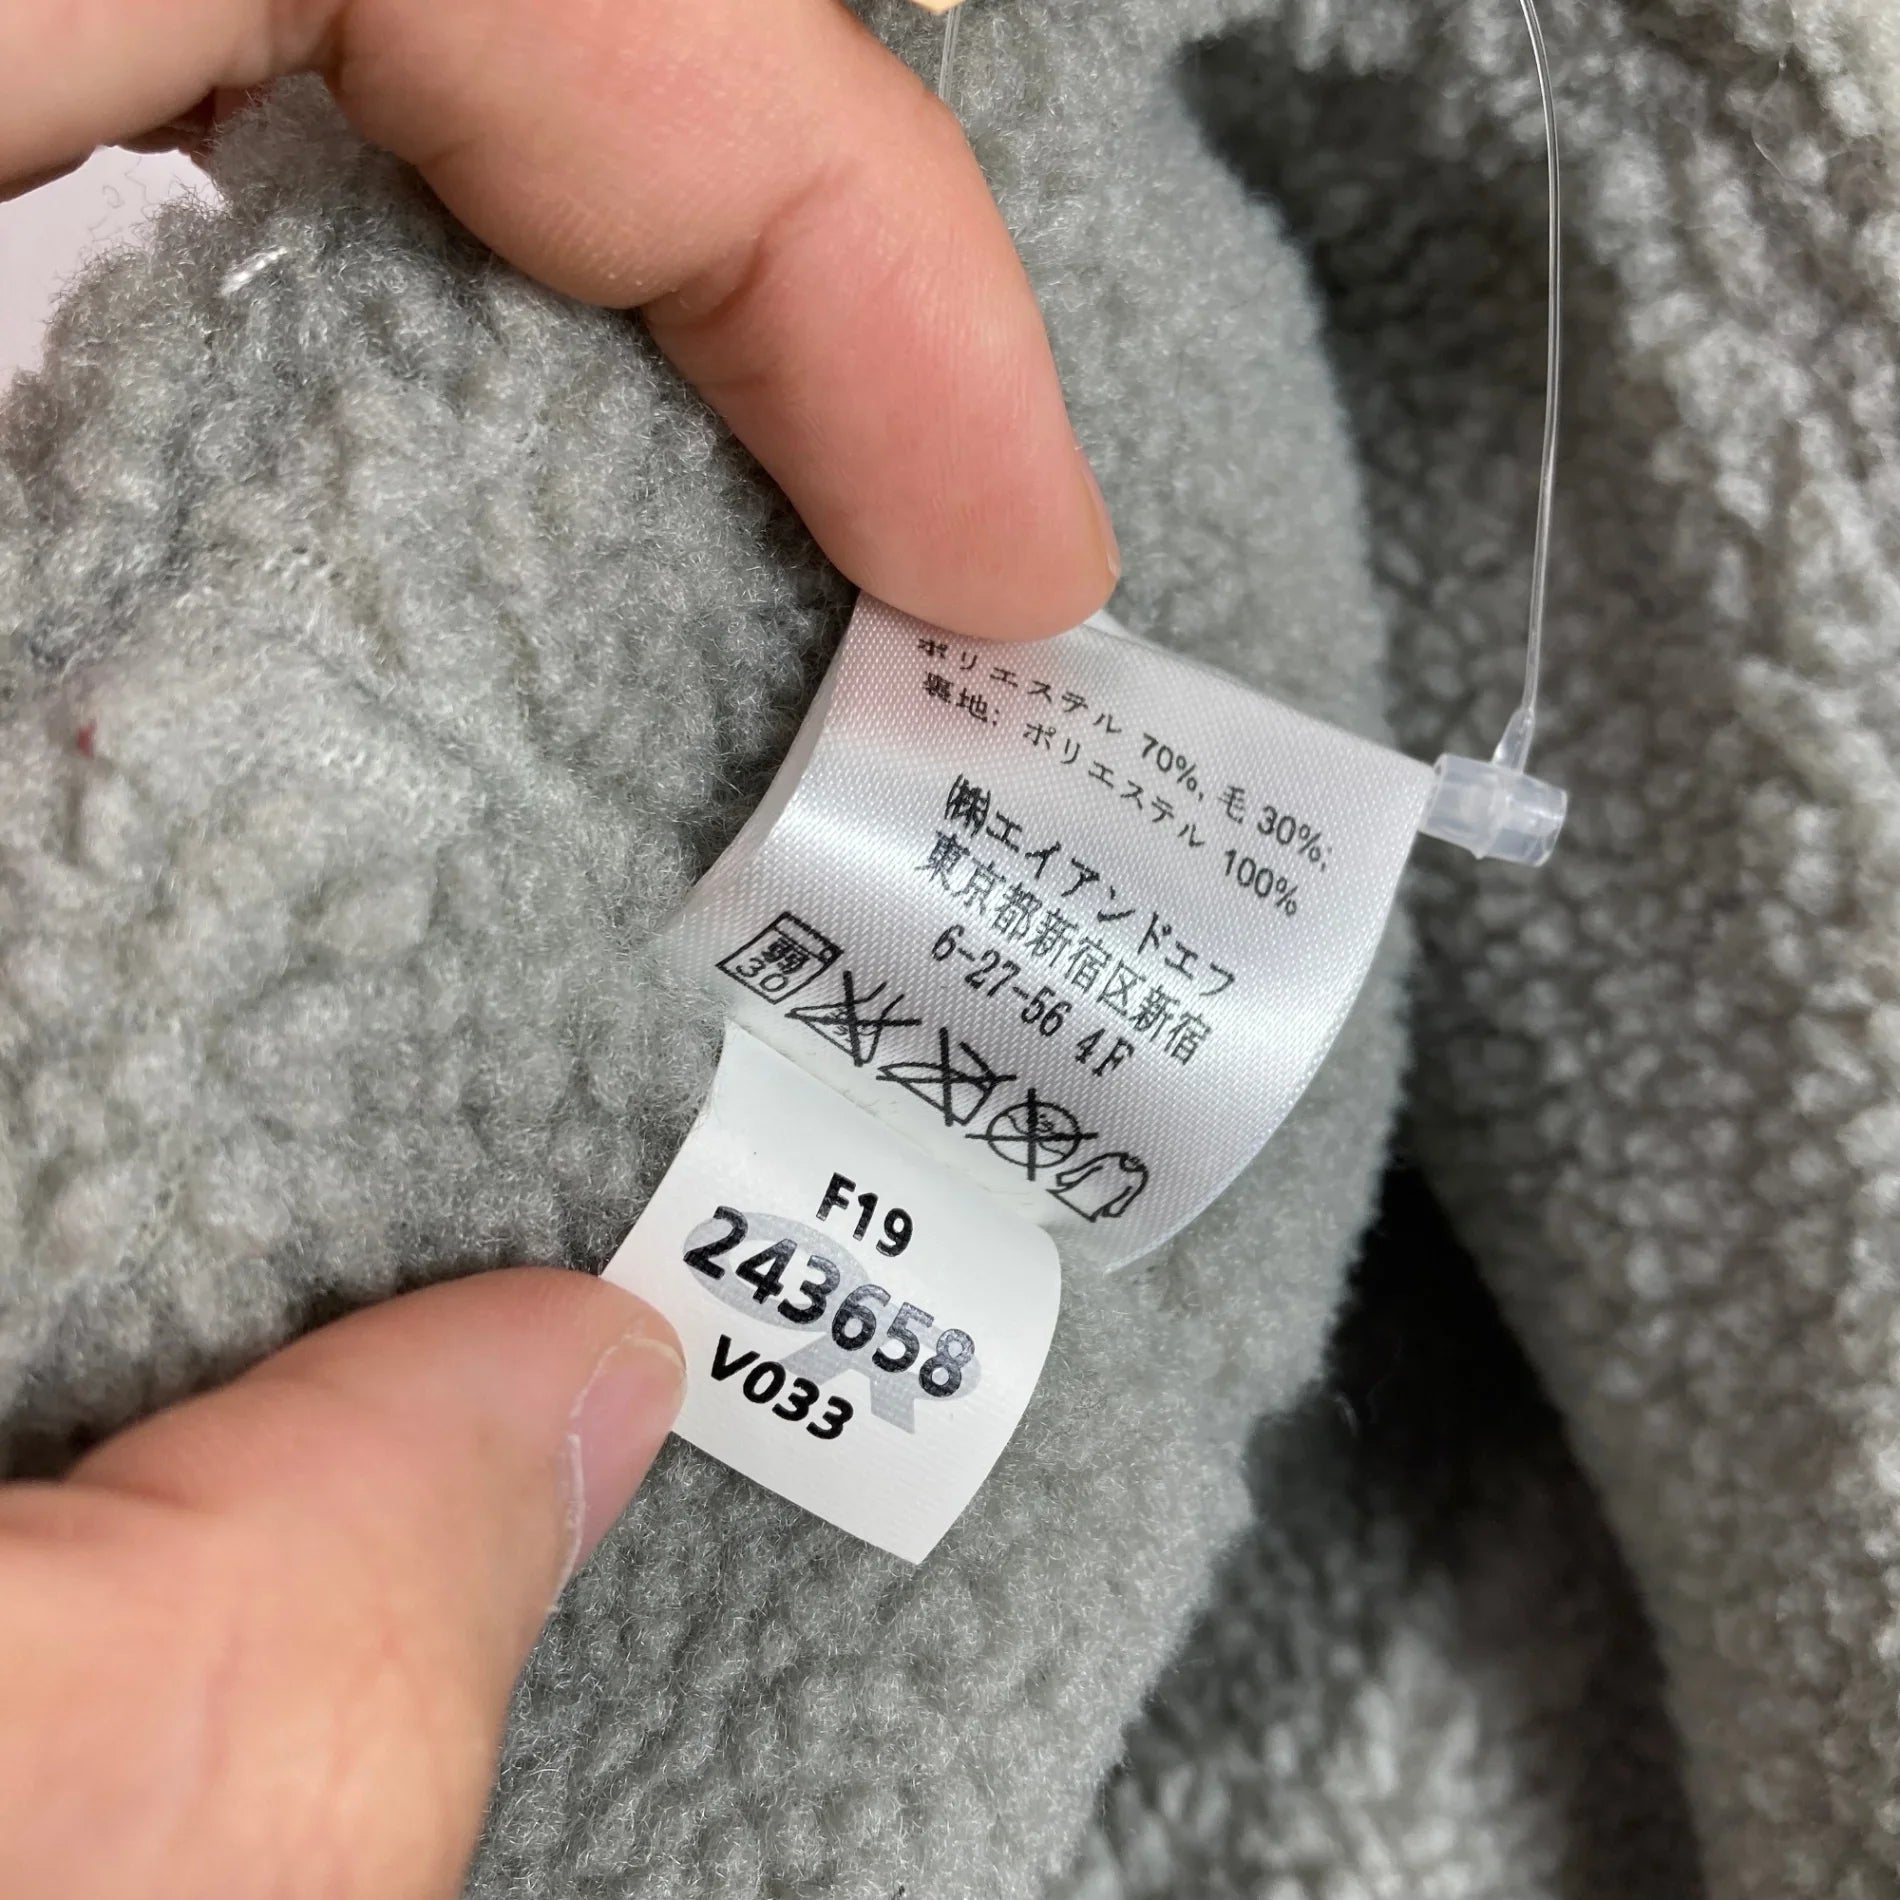 ポリエステル 70%, 毛 30%;
裏地: ポリエステル 100%
㈱エイアンドエフ
東京都新宿区新宿
6-27-56 4F
弱
30
F19
243658
V033